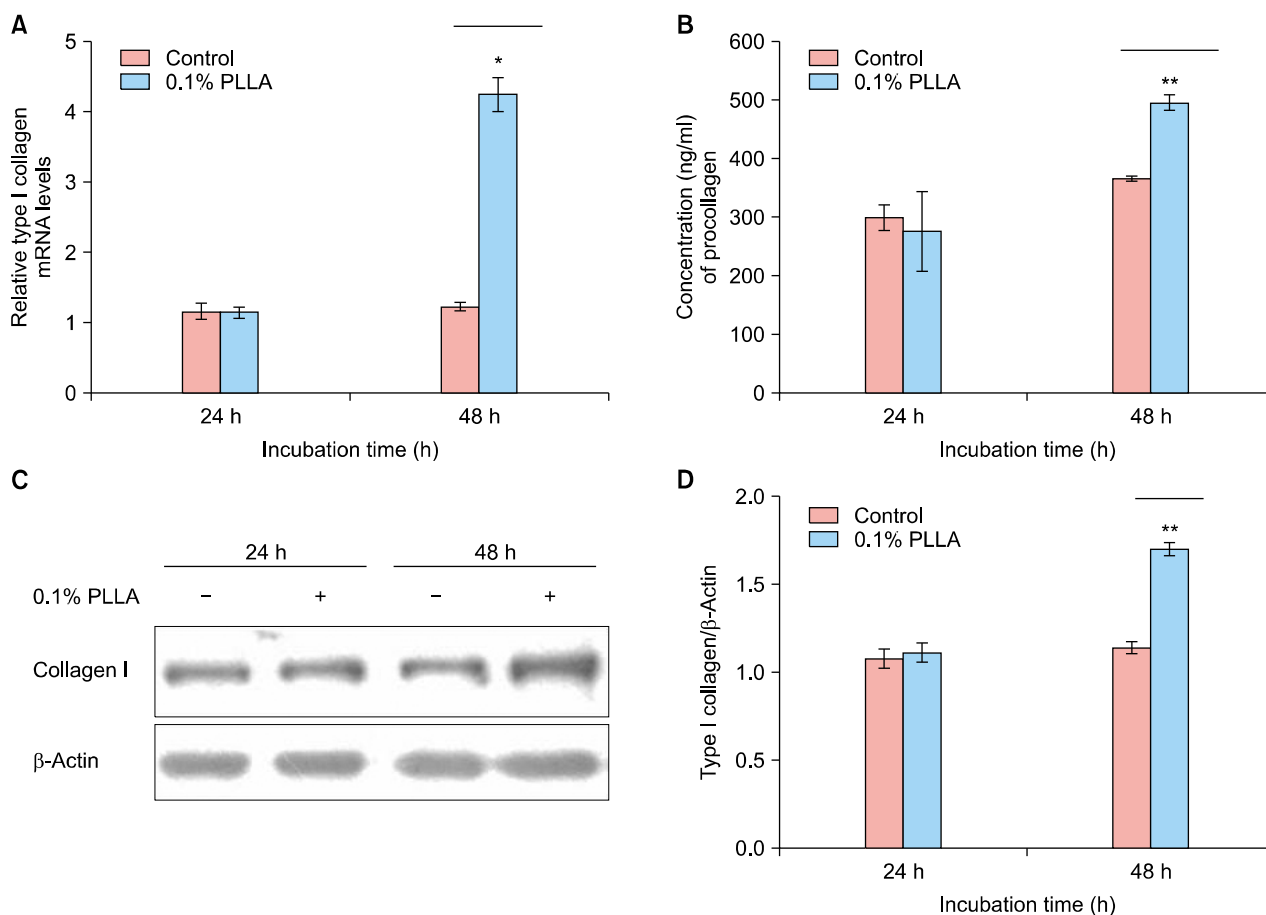 A
Relative type I collagen
mRNA levels
5
4
3
2
1
0
Control
0.1% PLLA
*
24 h
48 h
Incubation time (h)
B
Concentration (ng/ml)
of procollagen
600
500
400
300
300
100
0
Control
0.1% PLLA
**
24 h
48 h
Incubation time (h)
C
24 h
48 h
0.1% PLLA − + − +
Collagen I
β-Actin
D
Type I collagen/β-Actin
2.0
1.5
1.0
0.5
0.0
Control
0.1% PLLA
**
24 h
48 h
Incubation time (h)